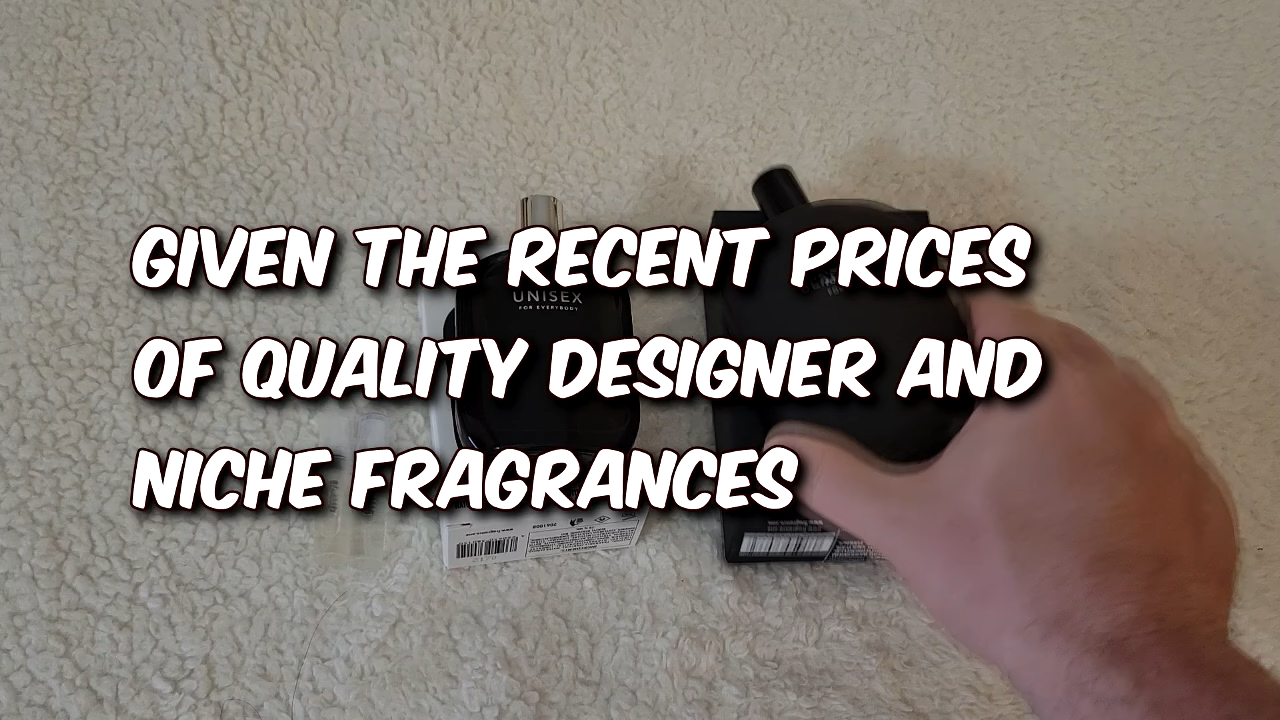 GIVEN THE RECENT PRICES
UNISEX
FOR EVERYBODY
OF QUALITY DESIGNER AND
NICHE FRAGRANCES